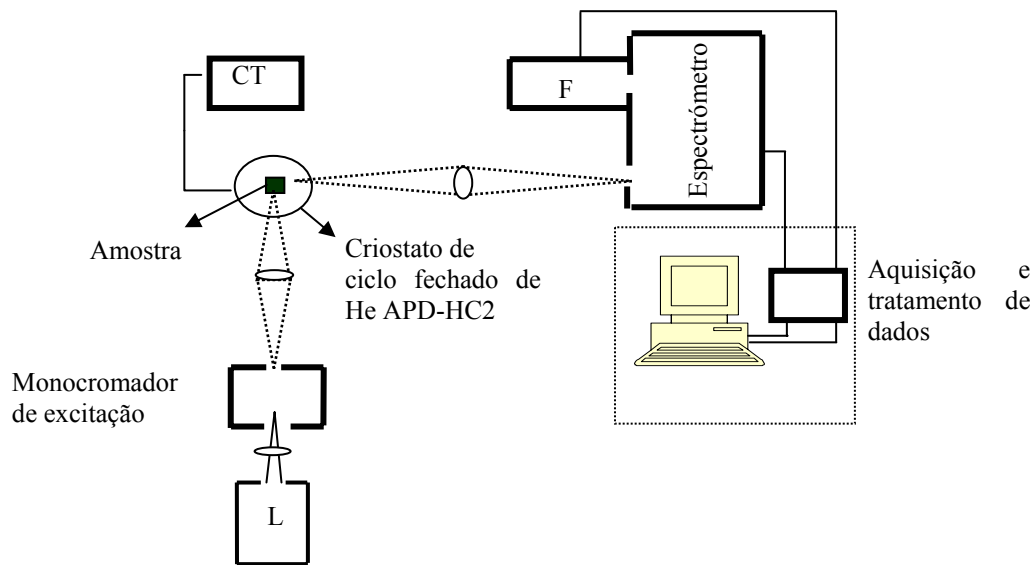 CT
F
Espectrómetro
Amostra
Criostato de
ciclo fechado de
He APD-HC2
Aquisição e
tratamento de
dados
Monocromador
de excitação
L